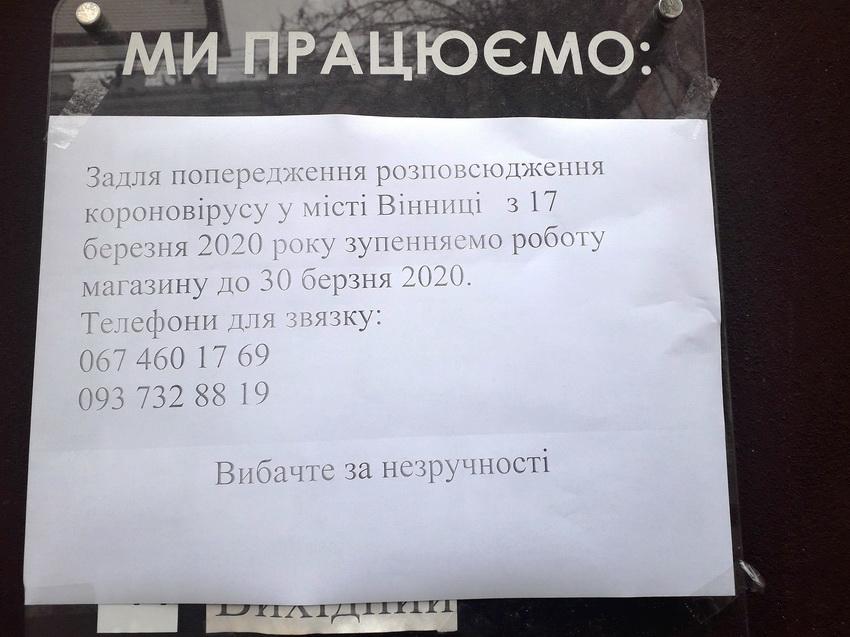 МИ ПРАЦЮЄМО:
Задля попередження розповсюдження
короновірусу у місті Вінниці з 17
березня 2020 року зупенняемо роботу
магазину до 30 берзня 2020.
Телефони для звязку:
067 460 17 69
093 732 88 19
Вибачте за незручності
Вихідний